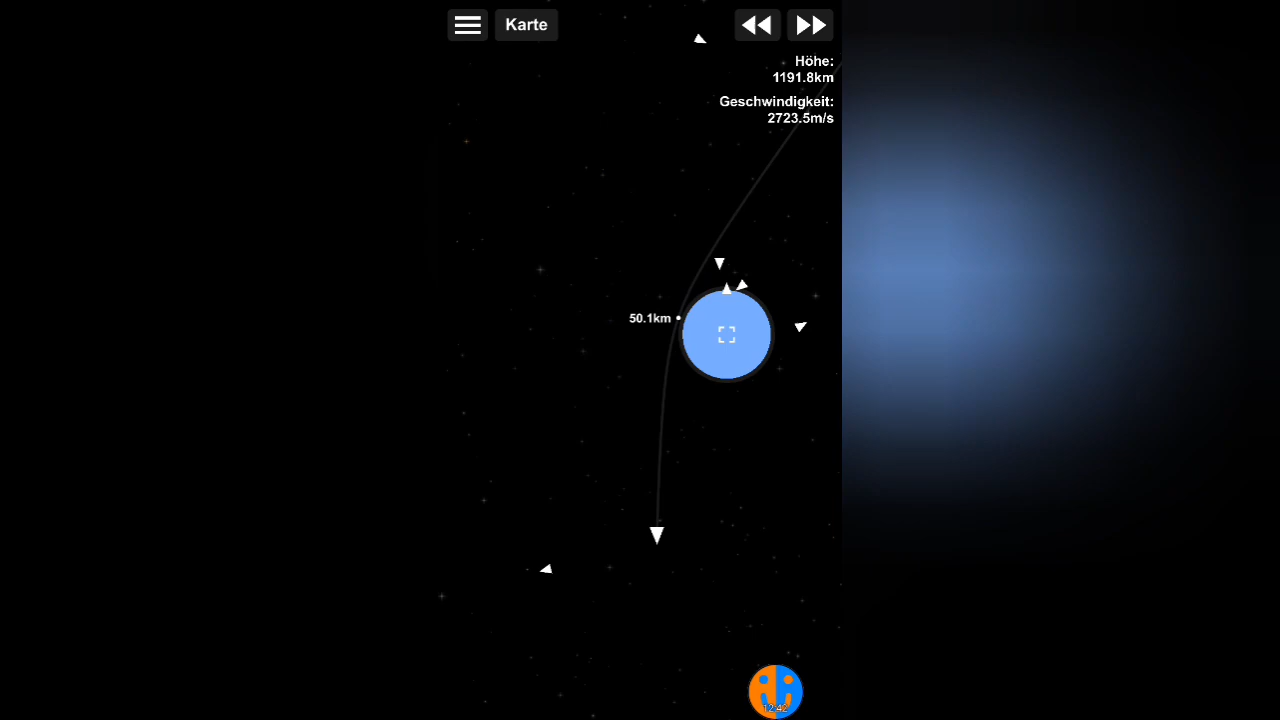 Karte
Höhe:
1191.8km
Geschwindigkeit:
2723.5m/s
50.1km
12:42